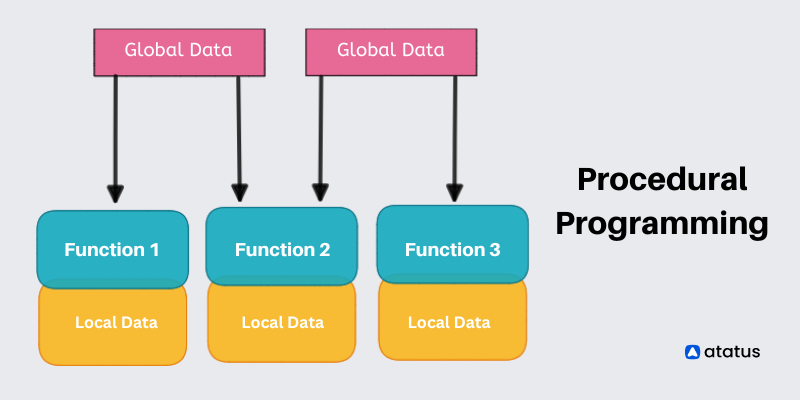 Global Data
Global Data
Function 1
Function 2
Function 3
Local Data
Local Data
Local Data
Procedural
Programming
atatus